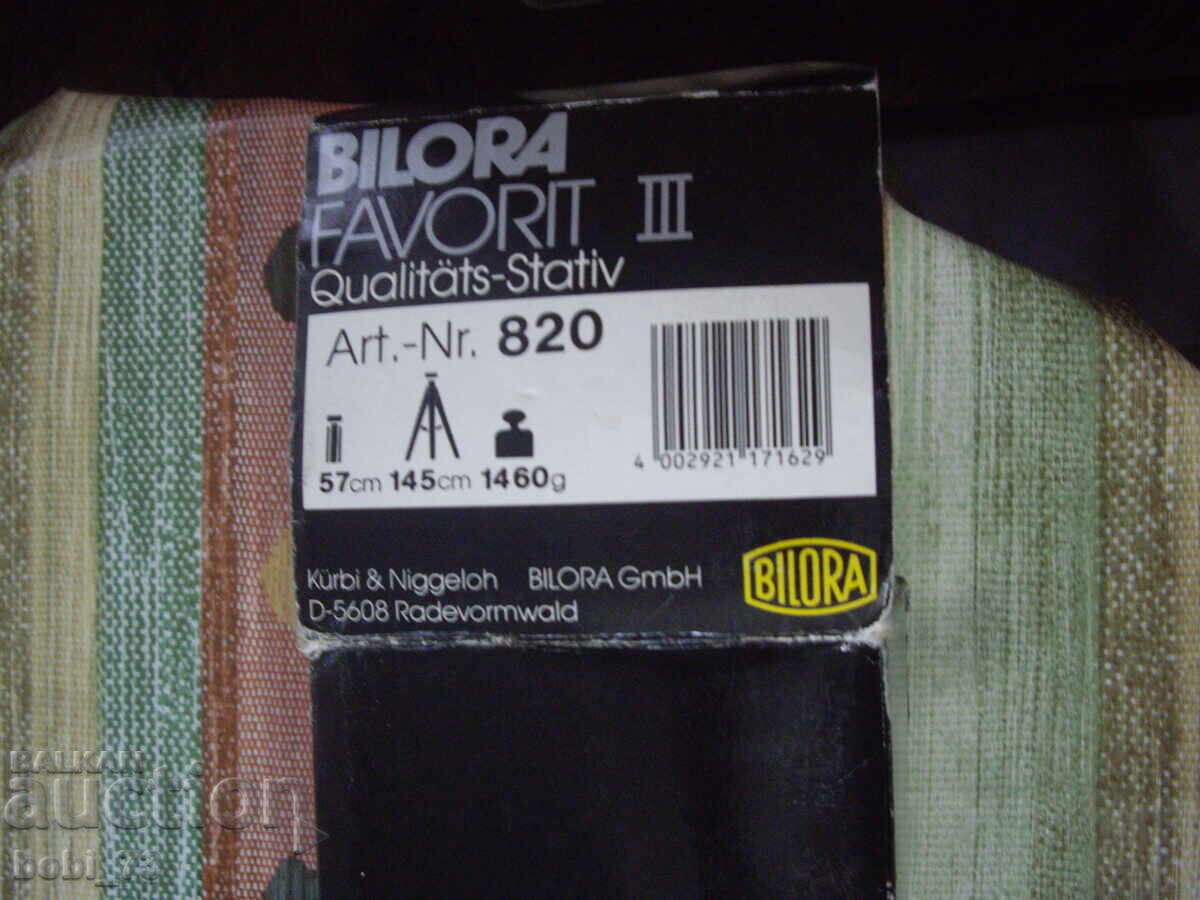 BILORA
FAVORIT III
Qualitäts-Stativ
Art.-Nr. 820
57cm 145cm 1460g
4 002921 171629
Kürbi & Niggeloh BILORA GmbH
D-5608 Radevormwald
BILORA
BALKAN
auction
bobi_93